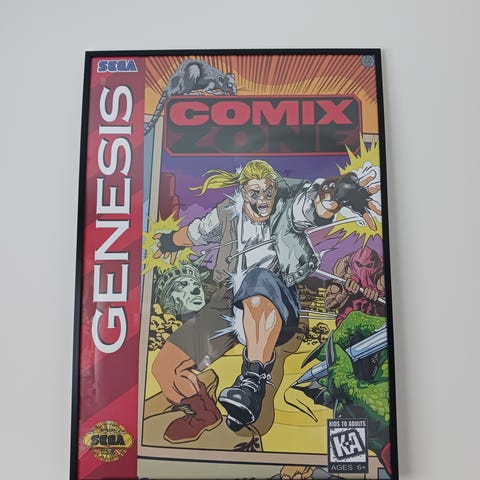 SEGA
GENESIS
COMIX
ZONE
SEGA
KIDS TO ADULTS
K-A
AGES 6+